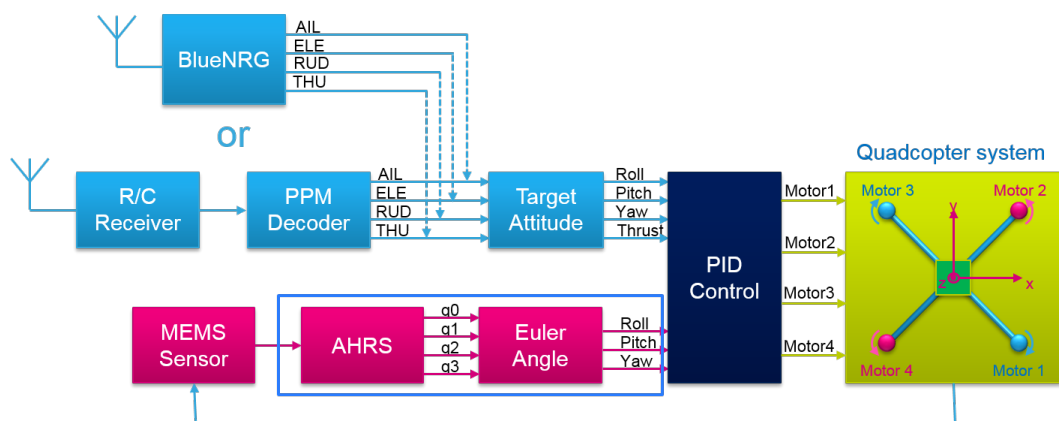 BlueNRG
AIL
ELE
RUD
THU
or
R/C
Receiver
PPM
Decoder
AIL
ELE
RUD
THU
Target
Attitude
Roll
Pitch
Yaw
Thrust
PID
Control
Motor1
Motor2
Motor3
Motor4
Quadcopter system
Motor 3
Motor 2
y
z
x
Motor 4
Motor 1
MEMS
Sensor
AHRS
q0
q1
q2
q3
Euler
Angle
Roll
Pitch
Yaw